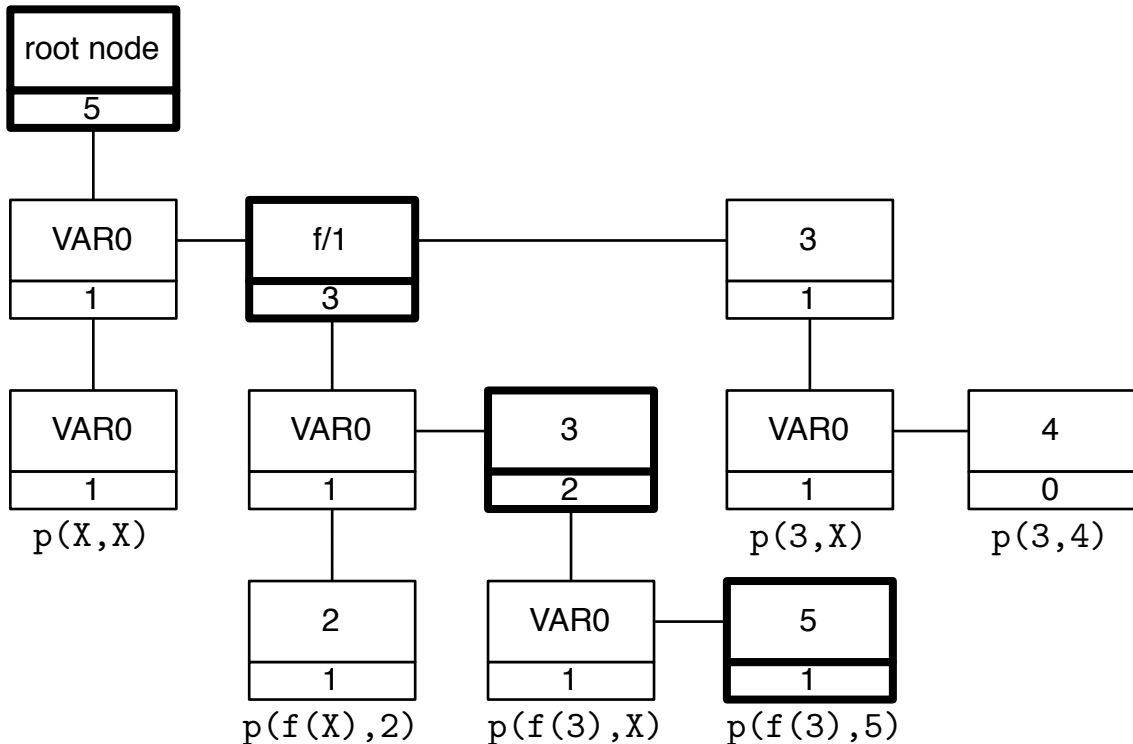 root node
5
VAR0
f/1
3
1
3
1
VAR0
VAR0
3
VAR0
4
1
1
2
1
0
p(X,X)
p(3,X)
p(3,4)
2
VAR0
5
1
1
1
p(f(X),2)
p(f(3),X)
p(f(3),5)